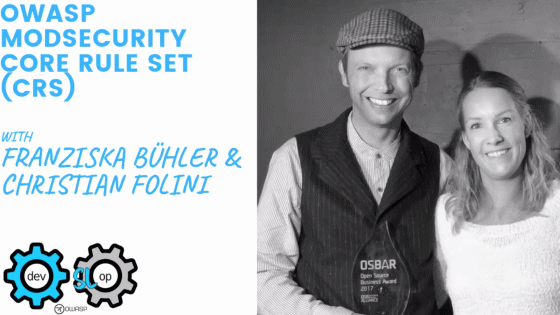 OWASP
MODSECURITY
CORE RULE SET
(CRS)
WITH
FRANZISKA BÜHLER &
CHRISTIAN FOLINI
dev SL op
OWASP
OSBAR
Open Source
Business Award
2017